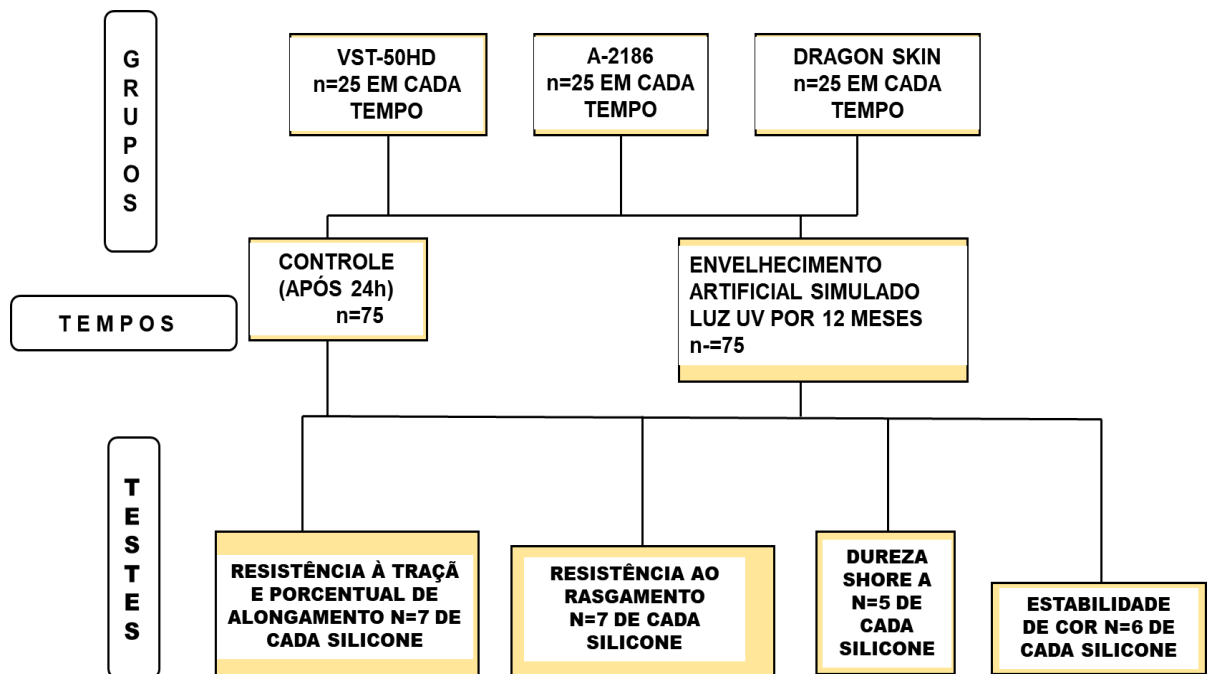 GRUPOS
VST-50HD
n=25 EM CADA
TEMPO
A-2186
n=25 EM CADA
TEMPO
DRAGON SKIN
n=25 EM CADA
TEMPO
TEMPOS
CONTROLE
(APÓS 24h)
n=75
ENVELHECIMENTO
ARTIFICIAL SIMULADO
LUZ UV POR 12 MESES
n-=75
TESTES
RESISTÊNCIA À TRAÇÃ
E PORCENTUAL DE
ALONGAMENTO N=7 DE
CADA SILICONE
RESISTÊNCIA AO
RASGAMENTO
N=7 DE CADA
SILICONE
DUREZA
SHORE A
N=5 DE
CADA
SILICONE
ESTABILIDADE
DE COR N=6 DE
CADA SILICONE